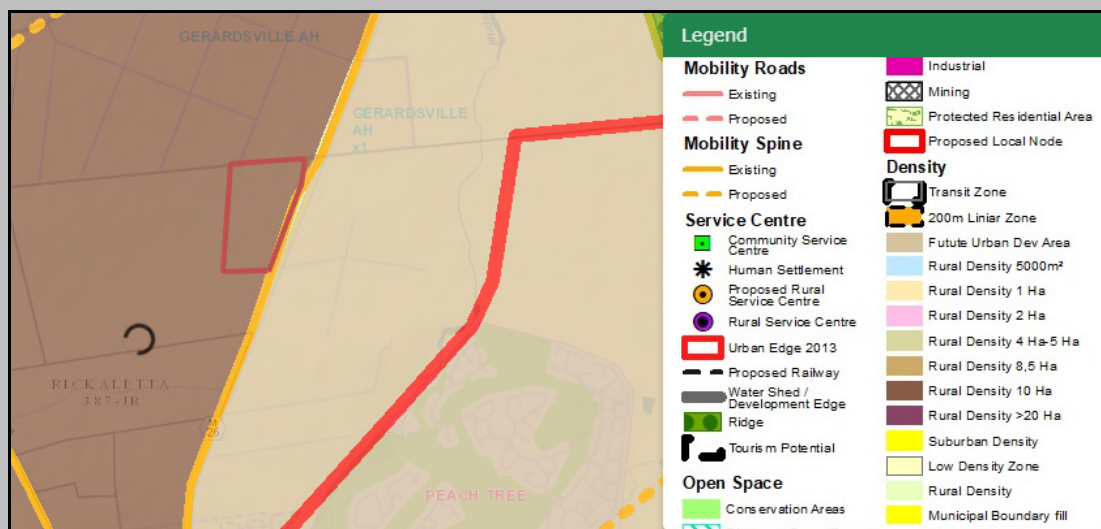 GERARDSVILLE AH
GERARDSVILLE
AH
x1
RICKALETTA
387-JR
M
26
PEACH TREE
Legend
Mobility Roads
Existing
Proposed
Mobility Spine
Existing
Proposed
Service Centre
Community Service
Centre
Human Settlement
Proposed Rural
Service Centre
Rural Service Centre
Urban Edge 2013
Proposed Railway
Water Shed /
Development Edge
Ridge
Tourism Potential
Open Space
Conservation Areas
Industrial
Mining
Protected Residential Area
Proposed Local Node
Density
Transit Zone
200m Liniar Zone
Futute Urban Dev Area
Rural Density 5000m²
Rural Density 1 Ha
Rural Density 2 Ha
Rural Density 4 Ha-5 Ha
Rural Density 8,5 Ha
Rural Density 10 Ha
Rural Density >20 Ha
Suburban Density
Low Density Zone
Rural Density
Municipal Boundary fill